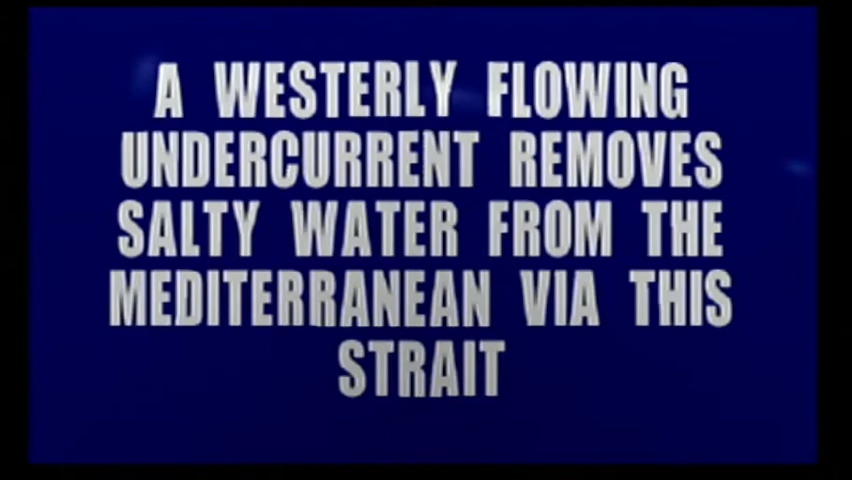 A WESTERLY FLOWING
UNDERCURRENT REMOVES
SALTY WATER FROM THE
MEDITERRANEAN VIA THIS
STRAIT